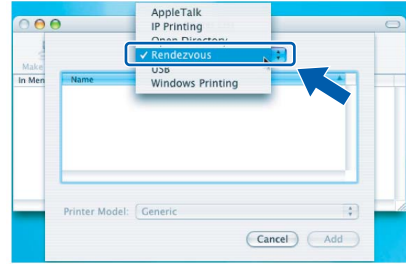 AppleTalk
IP Printing
Open Directory
✓ Rendezvous
USB
Windows Printing
Make
In Men
Name
Printer Model: Generic
Cancel Add